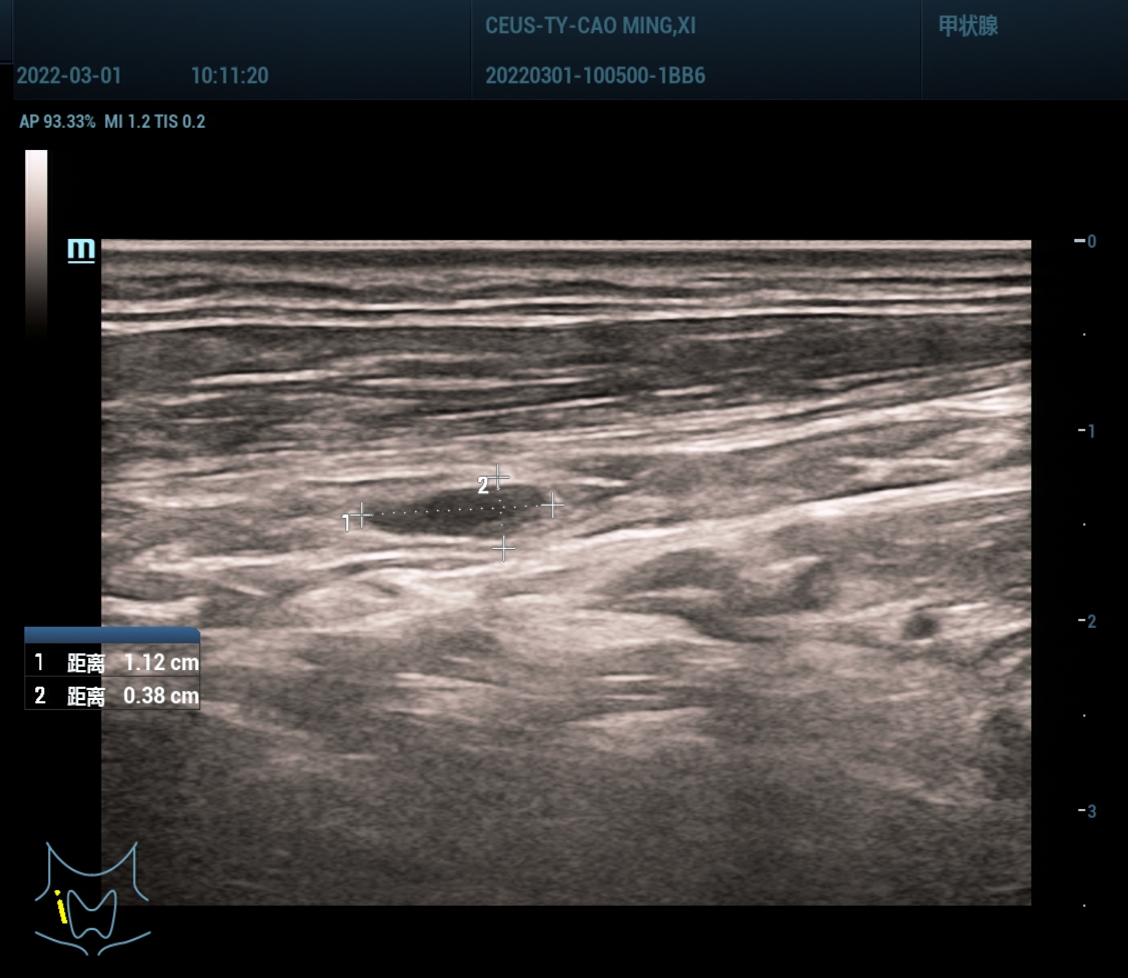 CEUS-TY-CAO MING,XI
甲状腺
2022-03-01 10:11:20
20220301-100500-1BB6
AP 93.33% MI 1.2 TIS 0.2
m
0
1
2
1
2
1 距离 1.12 cm
2 距离 0.38 cm
3